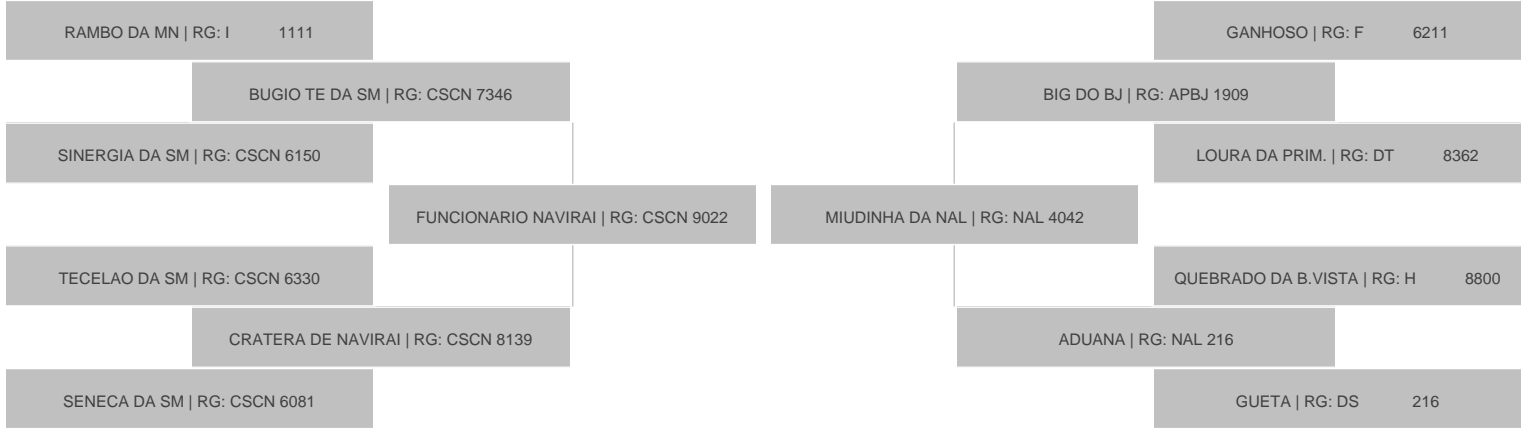 RAMBO DA MN | RG: I 1111
GANHOSO | RG: F 6211
BUGIO TE DA SM | RG: CSCN 7346
BIG DO BJ | RG: APBJ 1909
SINERGIA DA SM | RG: CSCN 6150
LOURA DA PRIM. | RG: DT 8362
FUNCIONARIO NAVIRAI | RG: CSCN 9022
MIUDINHA DA NAL | RG: NAL 4042
TECELAO DA SM | RG: CSCN 6330
QUEBRADO DA B.VISTA | RG: H 8800
CRATERA DE NAVIRAI | RG: CSCN 8139
ADUANA | RG: NAL 216
SENECA DA SM | RG: CSCN 6081
GUETA | RG: DS 216